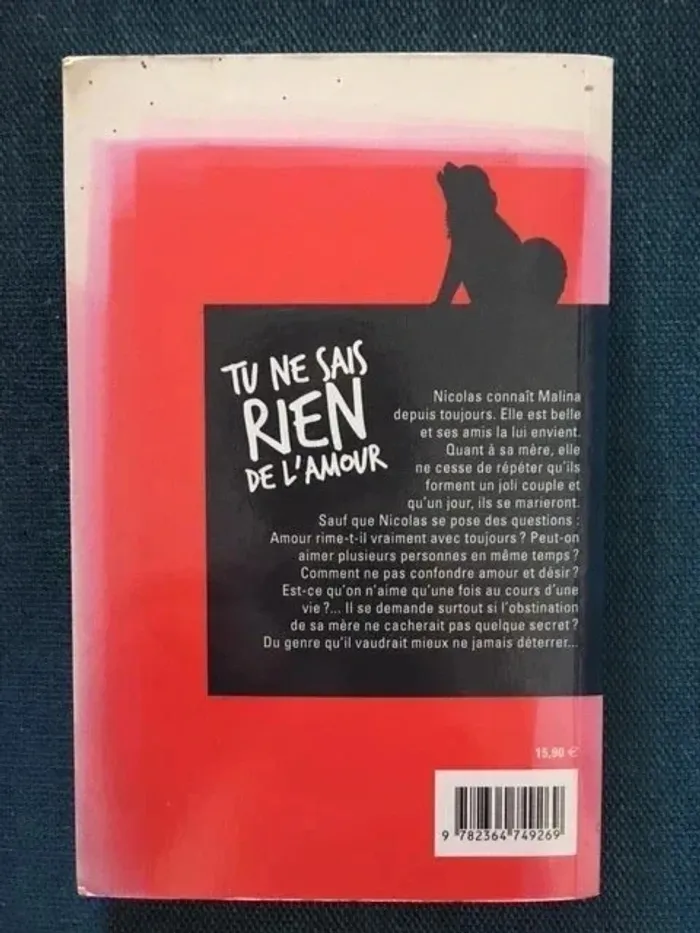 TU NE SAIS
RIEN
DE L'AMOUR
Nicolas connaît Malina
depuis toujours. Elle est belle
et ses amis la lui envient.
Quant à sa mère, elle
ne cesse de répéter qu'ils
forment un joli couple et
qu'un jour, ils se marieront.
Sauf que Nicolas se pose des questions :
Amour rime-t-il vraiment avec toujours ? Peut-on
aimer plusieurs personnes en même temps ?
Comment ne pas confondre amour et désir ?
Est-ce qu'on n'aime qu'une fois au cours d'une
vie ?... Il se demande surtout si l'obstination
de sa mère ne cacherait pas quelque secret ?
Du genre qu'il vaudrait mieux ne jamais déterrer...
15,90 €
9 782364 749269